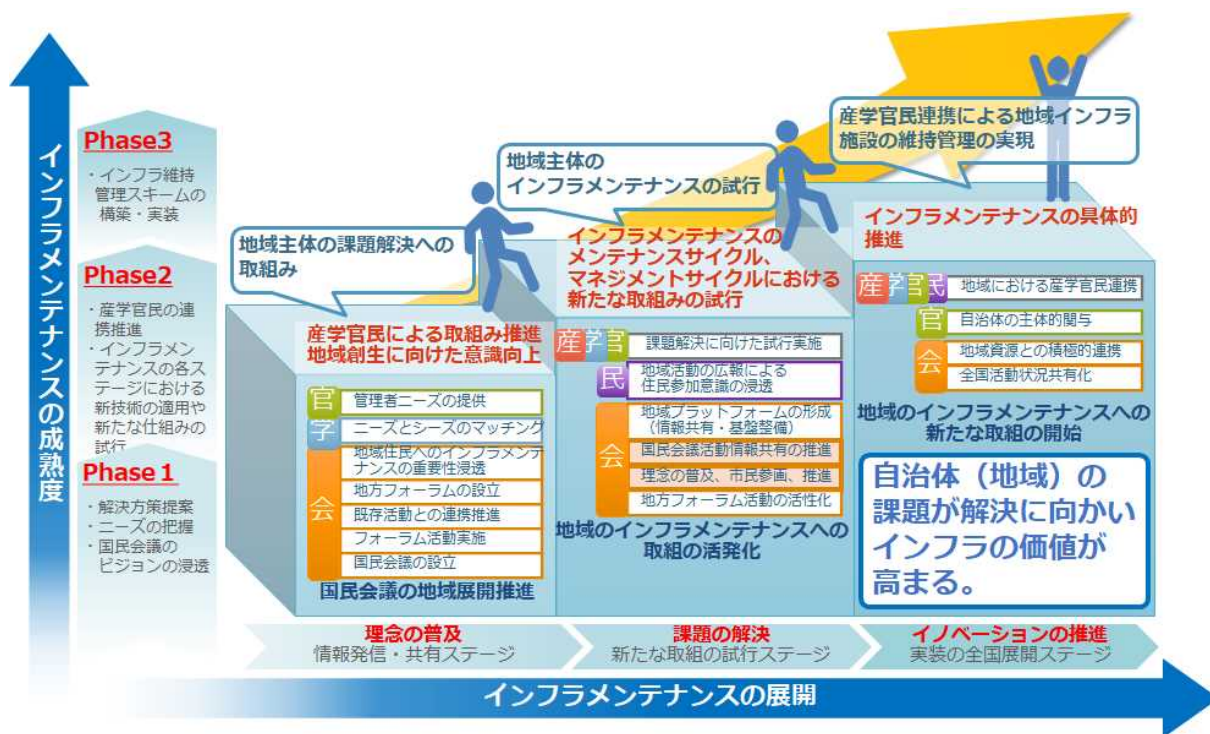 インフラメンテナンスの成熟度
Phase3
・インフラ維持
管理スキームの
構築・実装
Phase2
・産学官民の連
携推進
・インフラメン
テナンスの各ス
テージにおける
新技術の適用や
新たな仕組みの
試行
Phase１
・解決方策提案
・ニーズの把握
・国民会議の
ビジョンの浸透
地域主体の課題解決への
取組み
産学官民による取組み推進
地域創生に向けた意識向上
官
管理者ニーズの提供
学
ニーズとシーズのマッチング
会
地域住民へのインフラメンテ
ナンスの重要性浸透
地方フォーラムの設立
既存活動との連携推進
フォーラム活動実施
国民会議の設立
国民会議の地域展開推進
地域主体の
インフラメンテナンスの試行
インフラメンテナンスの
メンテナンスサイクル、
マネジメントサイクルにおける
新たな取組みの試行
産学官
課題解決に向けた試行実施
民
地域活動の広報による
住民参加意識の浸透
会
地域プラットフォームの形成
（情報共有・基盤整備）
国民会議活動情報共有の推進
理念の普及、市民参画、推進
地方フォーラム活動の活性化
地域のインフラメンテナンスへの
取組の活発化
産学官民連携による地域インフラ
施設の維持管理の実現
インフラメンテナンスの具体的
推進
産学官民
地域における産学官民連携
官
自治体の主体的関与
会
地域資源との積極的連携
全国活動状況共有化
地域のインフラメンテナンスへの
新たな取組の開始
自治体（地域）の
課題が解決に向かい
インフラの価値が
高まる。
理念の普及
情報発信・共有ステージ
課題の解決
新たな取組の試行ステージ
イノベーションの推進
実装の全国展開ステージ
インフラメンテナンスの展開